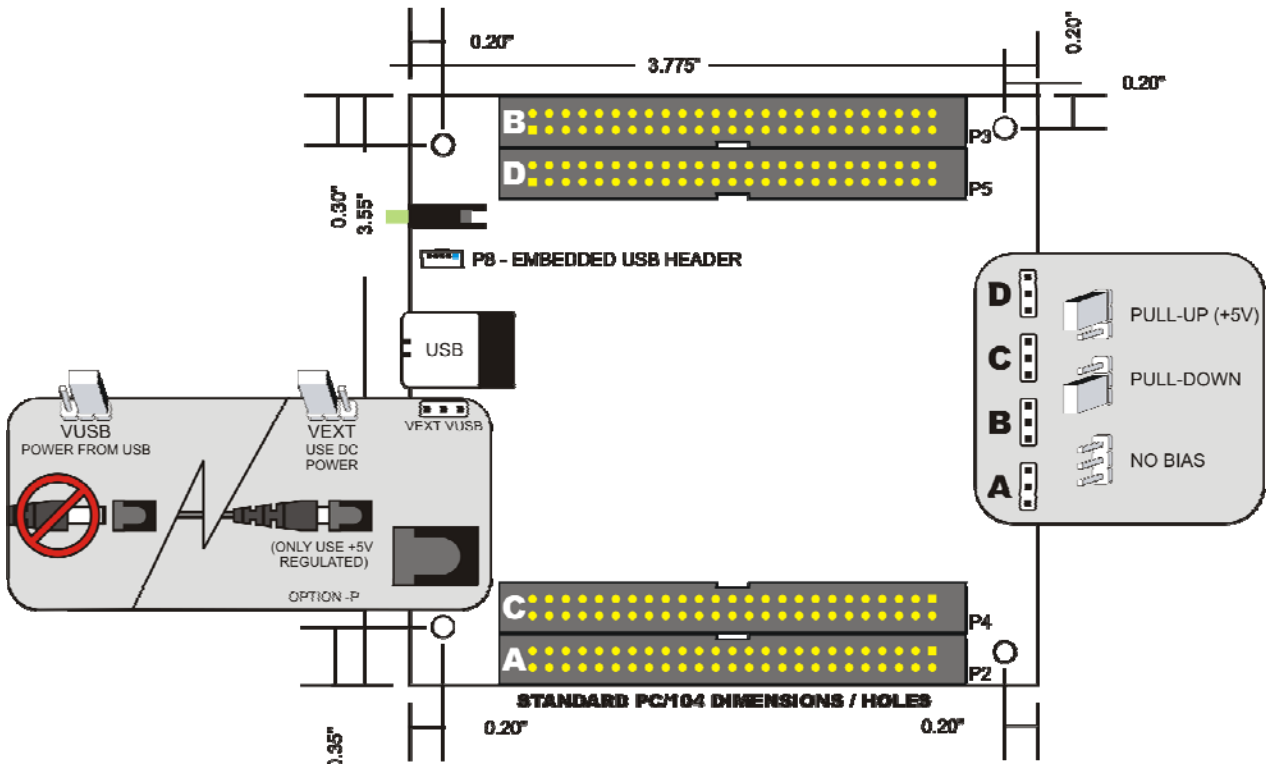 0.20"
3.775"
0.20"
0.20"
B
P3
D
P5
0.30"
3.55"
P8 - EMBEDDED USB HEADER
USB
D
C
B
A
PULL-UP (+5V)
PULL-DOWN
NO BIAS
VUSB
POWER FROM USB
VEXT
USE DC
POWER
VEXT VUSB
(ONLY USE +5V
REGULATED)
OPTION -P
C
P4
A
P2
STANDARD PC/104 DIMENSIONS / HOLES
0.35"
0.20"
0.20"